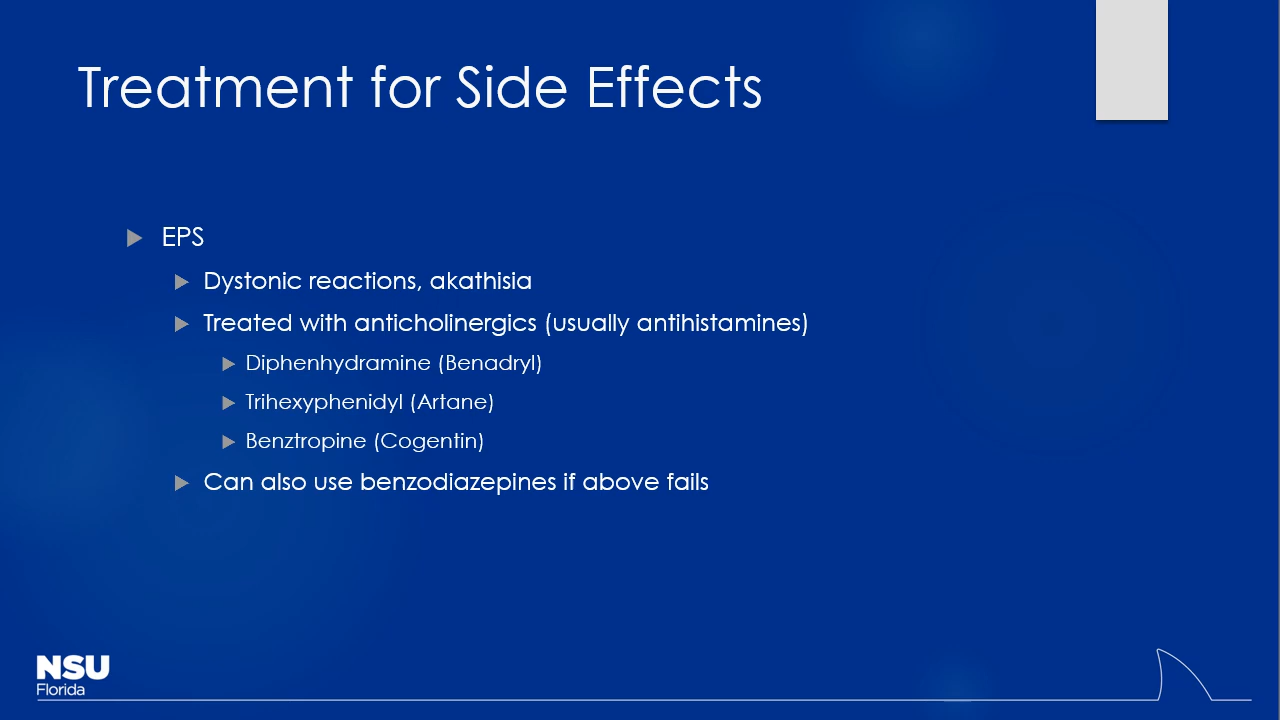 Treatment for Side Effects
EPS
Dystonic reactions, akathisia
Treated with anticholinergics (usually antihistamines)
Diphenhydramine (Benadryl)
Trihexyphenidyl (Artane)
Benztropine (Cogentin)
Can also use benzodiazepines if above fails
NSU
Florida